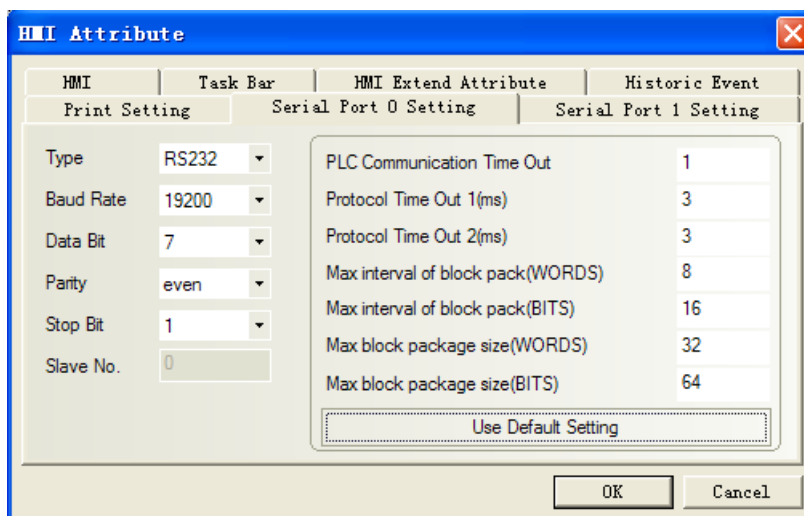 HMI Attribute
HMI Task Bar HMI Extend Attribute Historic Event
Print Setting Serial Port 0 Setting Serial Port 1 Setting
Type RS232
Baud Rate 19200
Data Bit 7
Parity even
Stop Bit 1
Slave No. 0
PLC Communication Time Out 1
Protocol Time Out 1(ms) 3
Protocol Time Out 2(ms) 3
Max interval of block pack(WORDS) 8
Max interval of block pack(BITS) 16
Max block package size(WORDS) 32
Max block package size(BITS) 64
Use Default Setting
OK Cancel